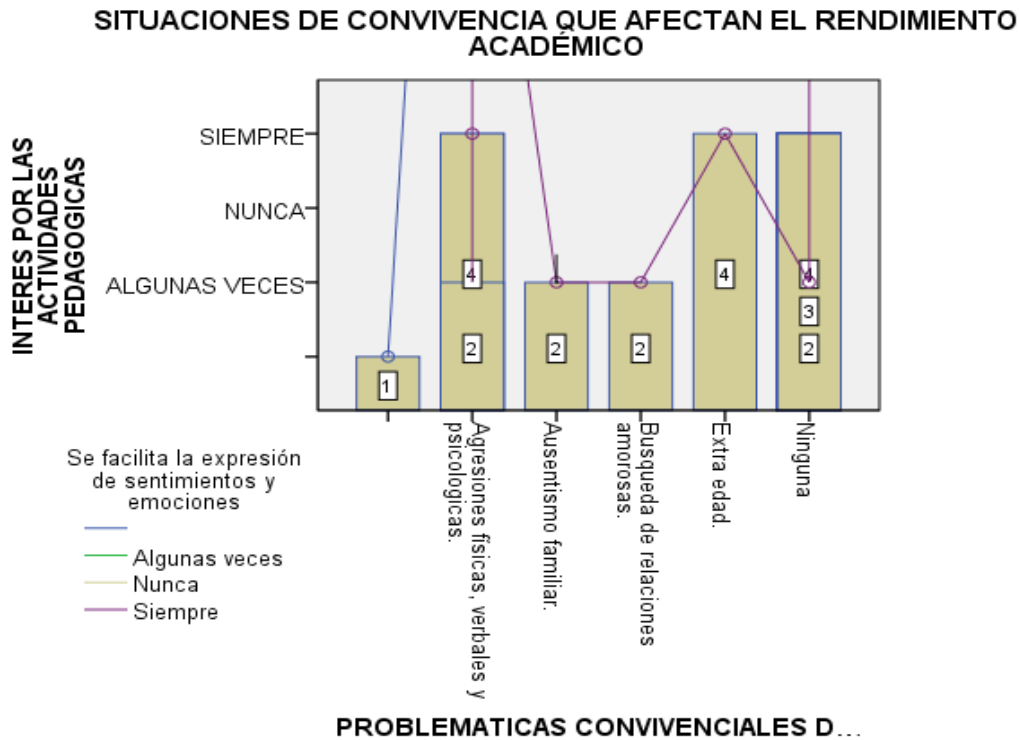 SITUACIONES DE CONVIVENCIA QUE AFECTAN EL RENDIMIENTO
ACADÉMICO
INTERES POR LAS
ACTIVIDADES
PEDAGOGICAS
SIEMPRE
NUNCA
ALGUNAS VECES
1
4
2
2
2
4
4
3
2
Agresiones físicas, verbales y
psicologicas.
Ausentismo familiar.
Busqueda de relaciones
amorosas.
Extra edad.
Ninguna
Se facilita la expresión
de sentimientos y
emociones
Algunas veces
Nunca
Siempre
PROBLEMATICAS CONVIVENCIALES D...